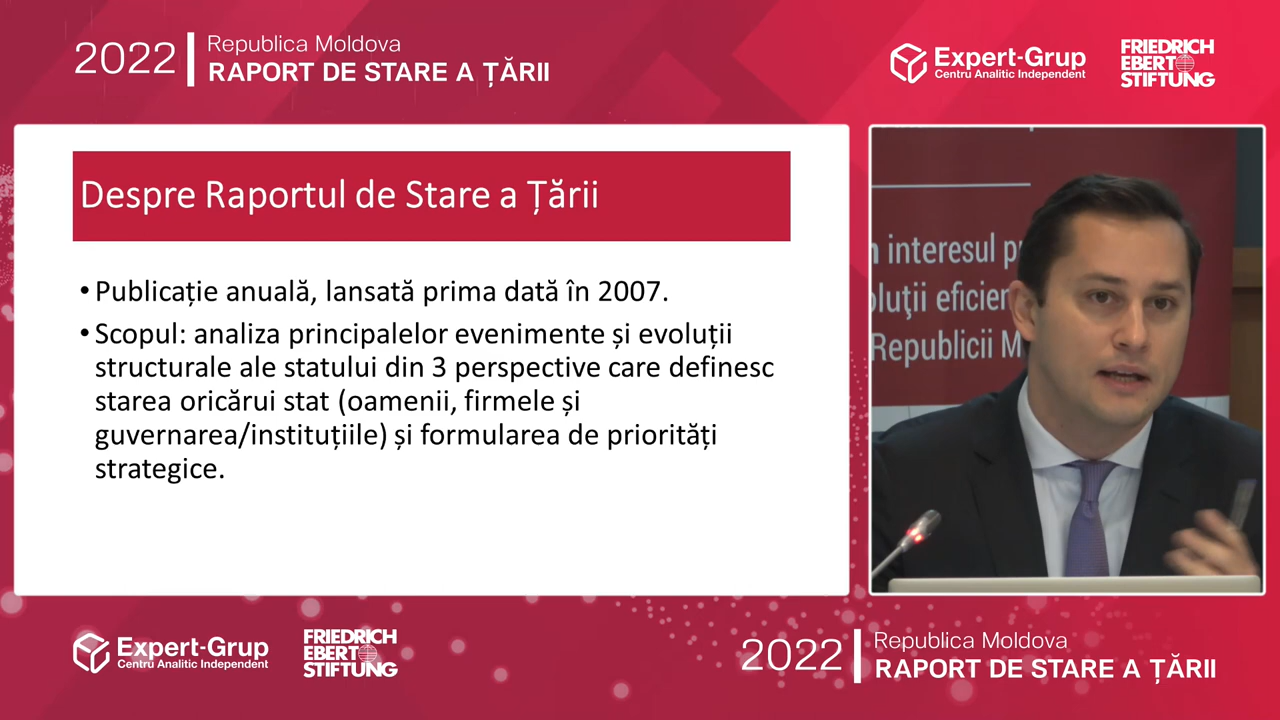 2022
Republica Moldova
RAPORT DE STARE A ȚĂRII
Expert-Grup
Centru Analitic Independent
FRIEDRICH
EBERT
STIFTUNG
Despre Raportul de Stare a Țării
• Publicație anuală, lansată prima dată în 2007.
• Scopul: analiza principalelor evenimente și evoluții
structurale ale statului din 3 perspective care definesc
starea oricărui stat (oamenii, firmele și
guvernarea/instituțiile) și formularea de priorități
strategice.
interesul
Republicii
Expert-Grup
Centru Analitic Independent
FRIEDRICH
EBERT
STIFTUNG
2022
Republica Moldova
RAPORT DE STARE A ȚĂRII